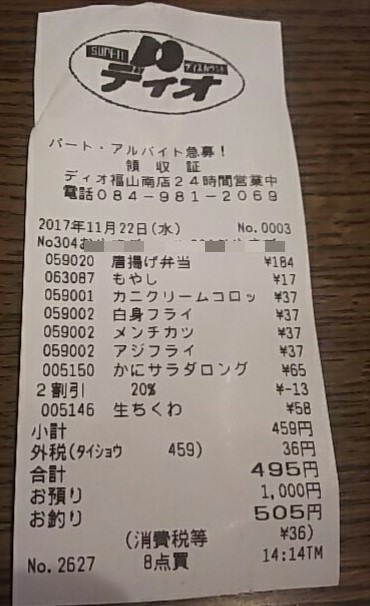 ディスカウント
ディオ
パート・アルバイト急募!
領収証
ディオ福山南店24時間営業中
電話084-981-2069
2017年11月22日(水) No.0003
No304
059020 唐揚げ弁当 ¥184
063087 もやし ¥17
059001 カニクリームコロッ ¥37
059002 白身フライ ¥37
059002 メンチカツ ¥37
059002 アジフライ ¥37
005150 かにサラダロング ¥65
2割引 20% ¥-13
005146 生ちくわ ¥58
小計 459円
外税(タイショウ 459) 36円
合計 495円
お預り 1,000円
お釣り 505円
(消費税等 ¥36)
No.2627 8点買 14:14TM